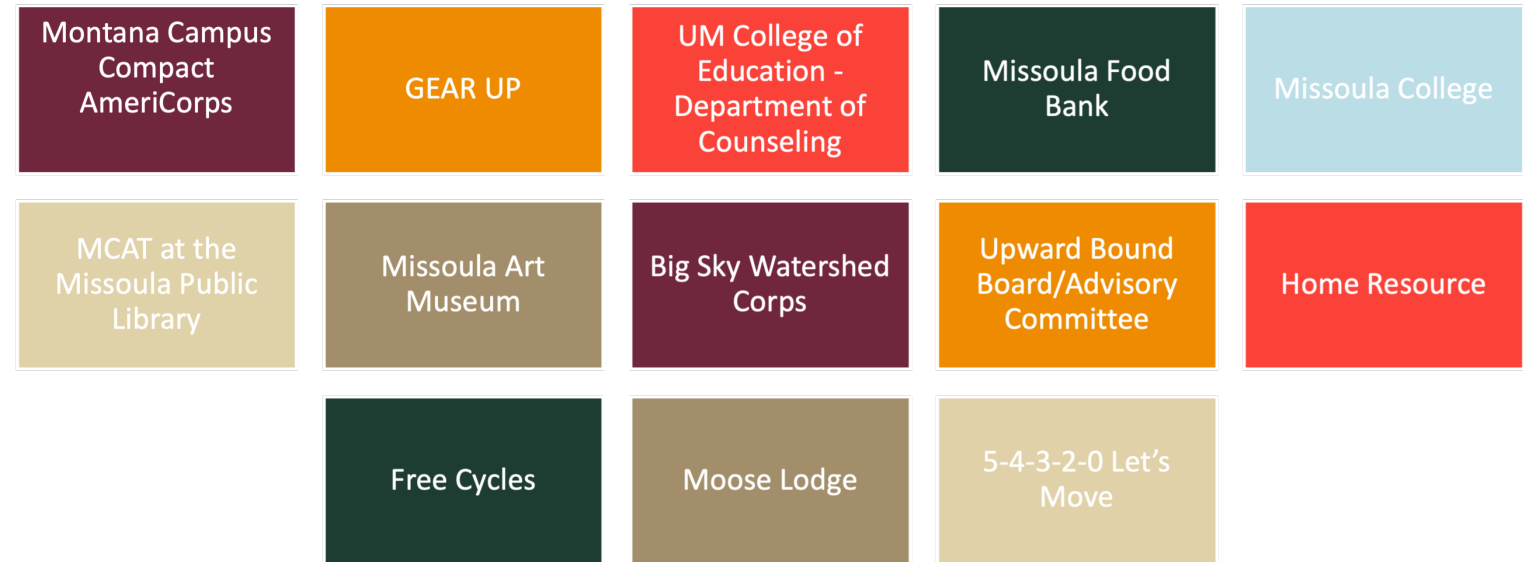 Montana Campus
Compact
AmeriCorps
GEAR UP
UM College of
Education -
Department of
Counseling
Missoula Food
Bank
Missoula College
MCAT at the
Missoula Public
Library
Missoula Art
Museum
Big Sky Watershed
Corps
Upward Bound
Board/Advisory
Committee
Home Resource
Free Cycles
Moose Lodge
5-4-3-2-0 Let’s
Move